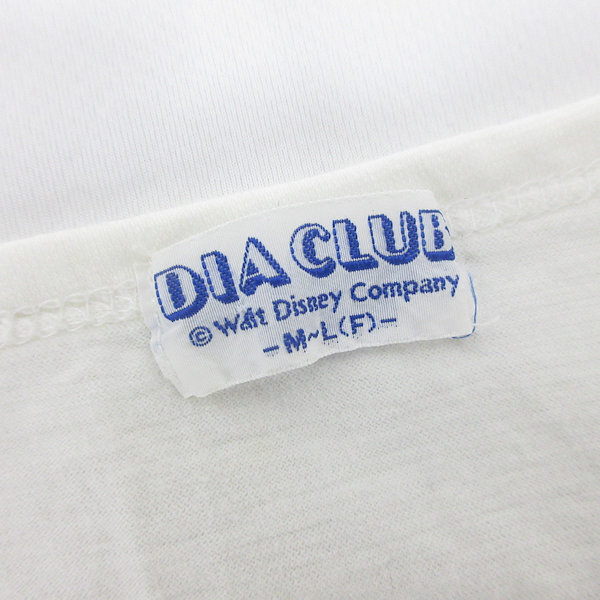 DIA CLUB
© Walt Disney Company
-M~L(F)-